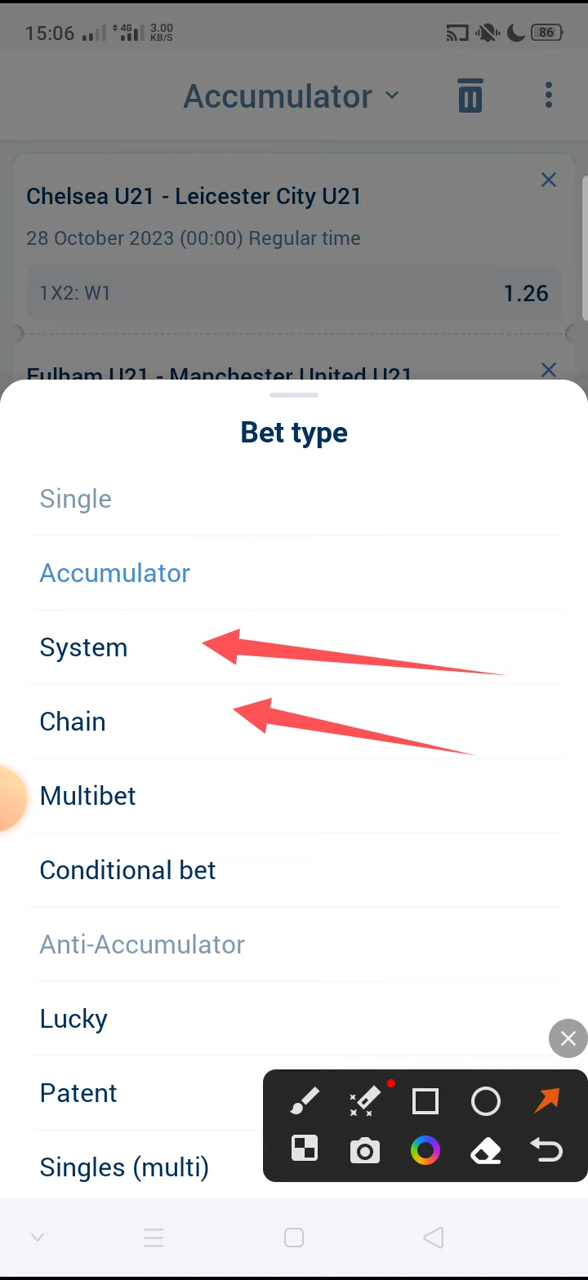 15:06 4G 3.00 KB/S 86
Accumulator
Chelsea U21 - Leicester City U21
28 October 2023 (00:00) Regular time
1X2: W1 1.26
Fulham U21 - Manchester United U21
Bet type
Single
Accumulator
System
Chain
Multibet
Conditional bet
Anti-Accumulator
Lucky
Patent
Singles (multi)